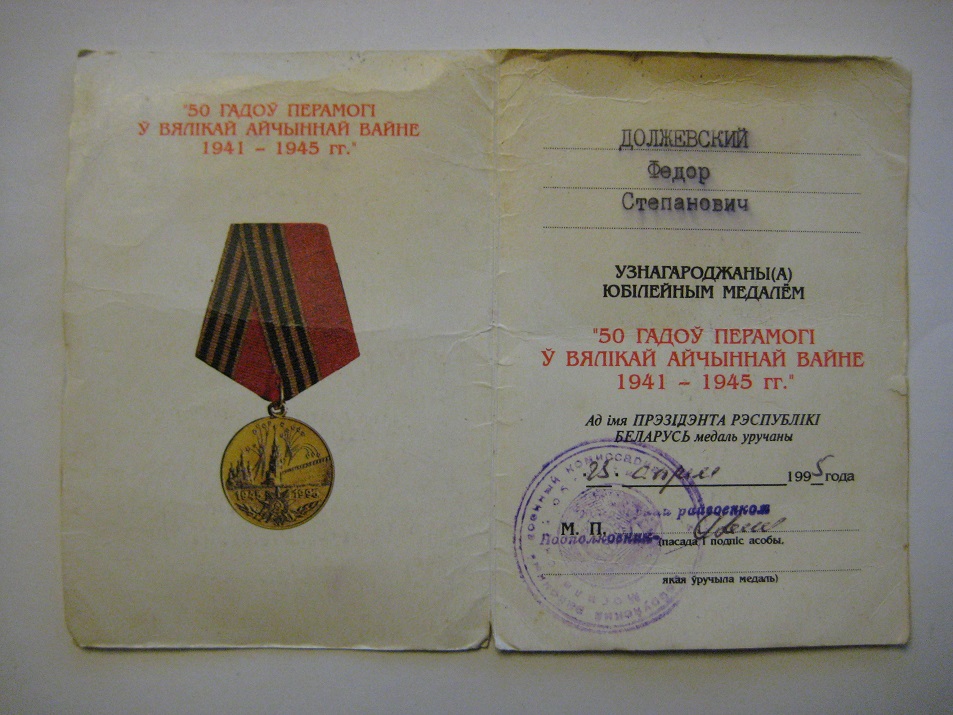 "50 ГАДОЎ ПЕРАМОГІ
Ў ВЯЛІКАЙ АЙЧЫННАЙ ВАЙНЕ
1941 – 1945 гг."
1945 1995
ДОЛЖЕВСКИЙ
Федор
Степанович
УЗНАГАРОДЖАНЫ(А)
ЮБІЛЕЙНЫМ МЕДАЛЁМ
"50 ГАДОЎ ПЕРАМОГІ
Ў ВЯЛІКАЙ АЙЧЫННАЙ ВАЙНЕ
1941 – 1945 гг."
Ад імя ПРЭЗІДЭНТА РЭСПУБЛІКІ
БЕЛАРУСЬ медаль уручаны
25 апреля 1995 года
райвоенком
М. П.
Подполковник
(пасада і подпіс асобы,
якая ўручыла медаль)
военный комиссариат